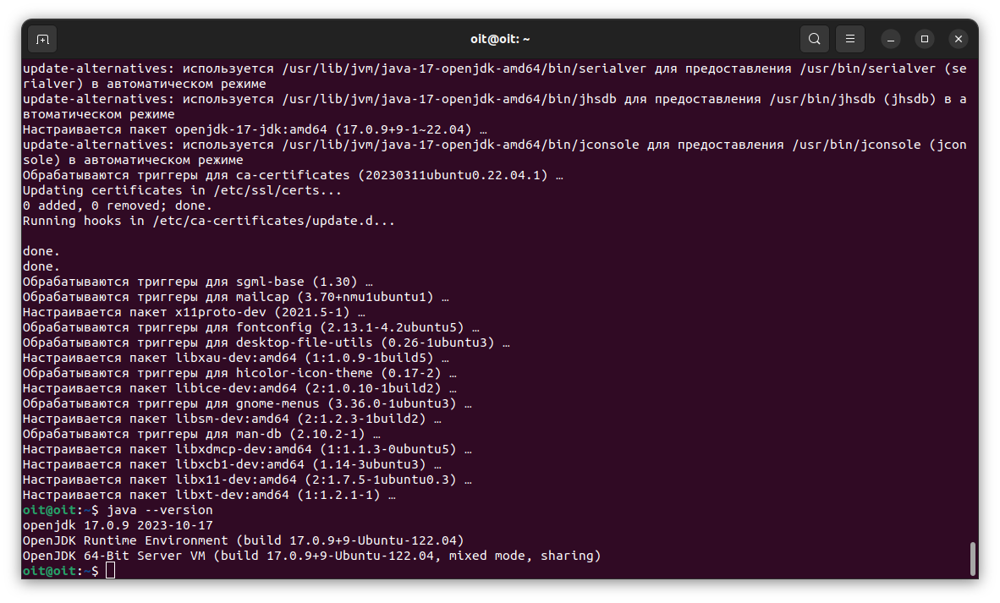 oit@oit: ~
update-alternatives: используется /usr/lib/jvm/java-17-openjdk-amd64/bin/serialver для предоставления /usr/bin/serialver (se
rialver) в автоматическом режиме
update-alternatives: используется /usr/lib/jvm/java-17-openjdk-amd64/bin/jhsdb для предоставления /usr/bin/jhsdb (jhsdb) в а
втоматическом режиме
Настраивается пакет openjdk-17-jdk:amd64 (17.0.9+9-1~22.04) …
update-alternatives: используется /usr/lib/jvm/java-17-openjdk-amd64/bin/jconsole для предоставления /usr/bin/jconsole (jcon
sole) в автоматическом режиме
Обрабатываются триггеры для ca-certificates (20230311ubuntu0.22.04.1) …
Updating certificates in /etc/ssl/certs...
0 added, 0 removed; done.
Running hooks in /etc/ca-certificates/update.d...
done.
done.
Обрабатываются триггеры для sgml-base (1.30) …
Обрабатываются триггеры для mailcap (3.70+nmu1ubuntu1) …
Настраивается пакет x11proto-dev (2021.5-1) …
Обрабатываются триггеры для fontconfig (2.13.1-4.2ubuntu5) …
Обрабатываются триггеры для desktop-file-utils (0.26-1ubuntu3) …
Настраивается пакет libxau-dev:amd64 (1:1.0.9-1build5) …
Обрабатываются триггеры для hicolor-icon-theme (0.17-2) …
Настраивается пакет libice-dev:amd64 (2:1.0.10-1build2) …
Обрабатываются триггеры для gnome-menus (3.36.0-1ubuntu3) …
Настраивается пакет libsm-dev:amd64 (2:1.2.3-1build2) …
Обрабатываются триггеры для man-db (2.10.2-1) …
Настраивается пакет libxdmcp-dev:amd64 (1:1.1.3-0ubuntu5) …
Настраивается пакет libxcb1-dev:amd64 (1.14-3ubuntu3) …
Настраивается пакет libx11-dev:amd64 (2:1.7.5-1ubuntu0.3) …
Настраивается пакет libxt-dev:amd64 (1:1.2.1-1) …
oit@oit:~$ java --version
openjdk 17.0.9 2023-10-17
OpenJDK Runtime Environment (build 17.0.9+9-Ubuntu-122.04)
OpenJDK 64-Bit Server VM (build 17.0.9+9-Ubuntu-122.04, mixed mode, sharing)
oit@oit:~$